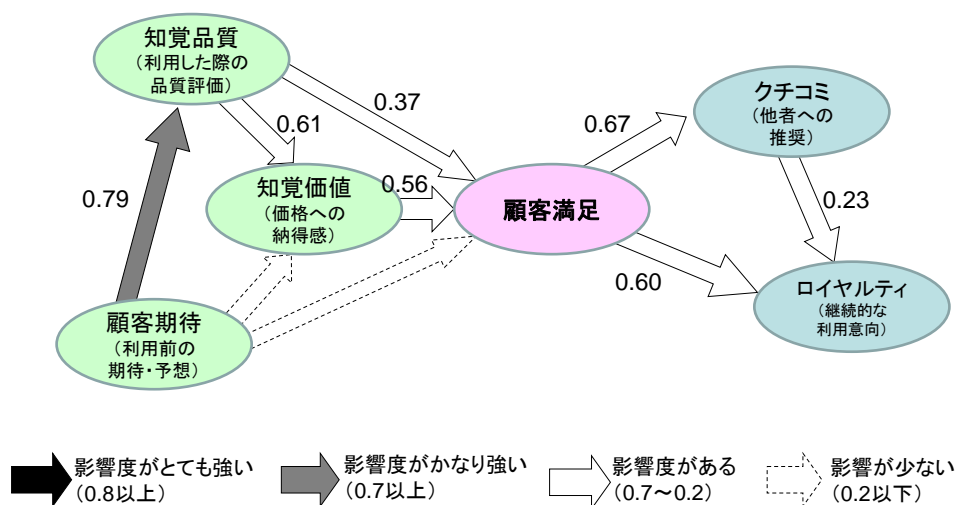 知覚品質
（利用した際の
品質評価）
0.37
0.61
0.79
知覚価値
（価格への
納得感）
0.56
顧客期待
（利用前の
期待・予想）
顧客満足
0.67
クチコミ
（他者への
推奨）
0.23
0.60
ロイヤルティ
（継続的な
利用意向）
影響度がとても強い
（0.8以上）
影響度がかなり強い
（0.7以上）
影響度がある
（0.7～0.2）
影響が少ない
（0.2以下）